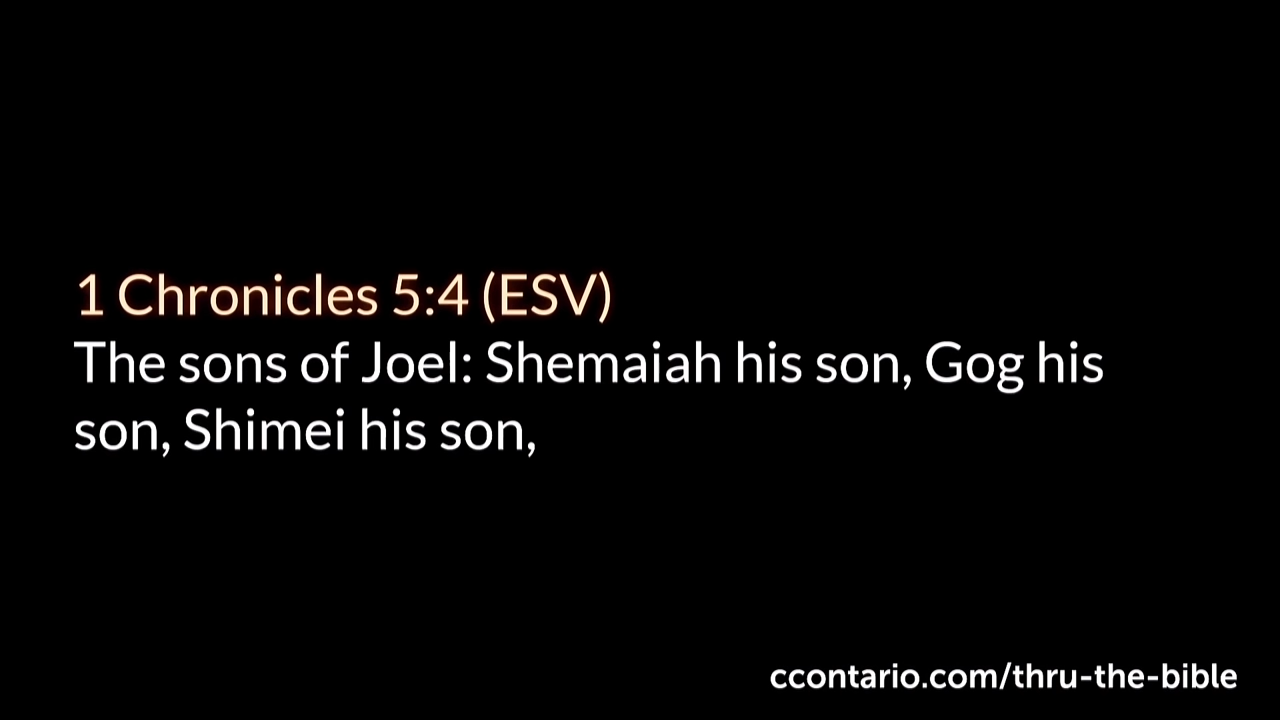 1 Chronicles 5:4 (ESV)
The sons of Joel: Shemaiah his son, Gog his
son, Shimei his son,
ccontario.com/thru-the-bible